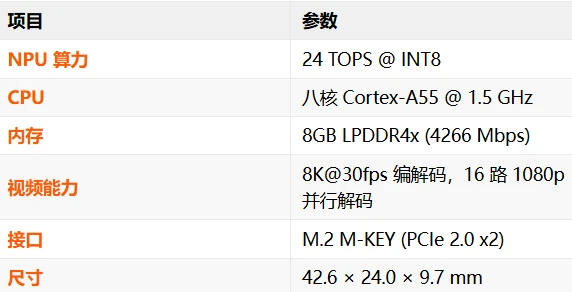 项目 参数
NPU 算力 24 TOPS @ INT8
CPU 八核 Cortex-A55 @ 1.5 GHz
内存 8GB LPDDR4x (4266 Mbps)
视频能力 8K@30fps 编解码，16 路 1080p
并行解码
接口 M.2 M-KEY (PCIe 2.0 x2)
尺寸 42.6 × 24.0 × 9.7 mm